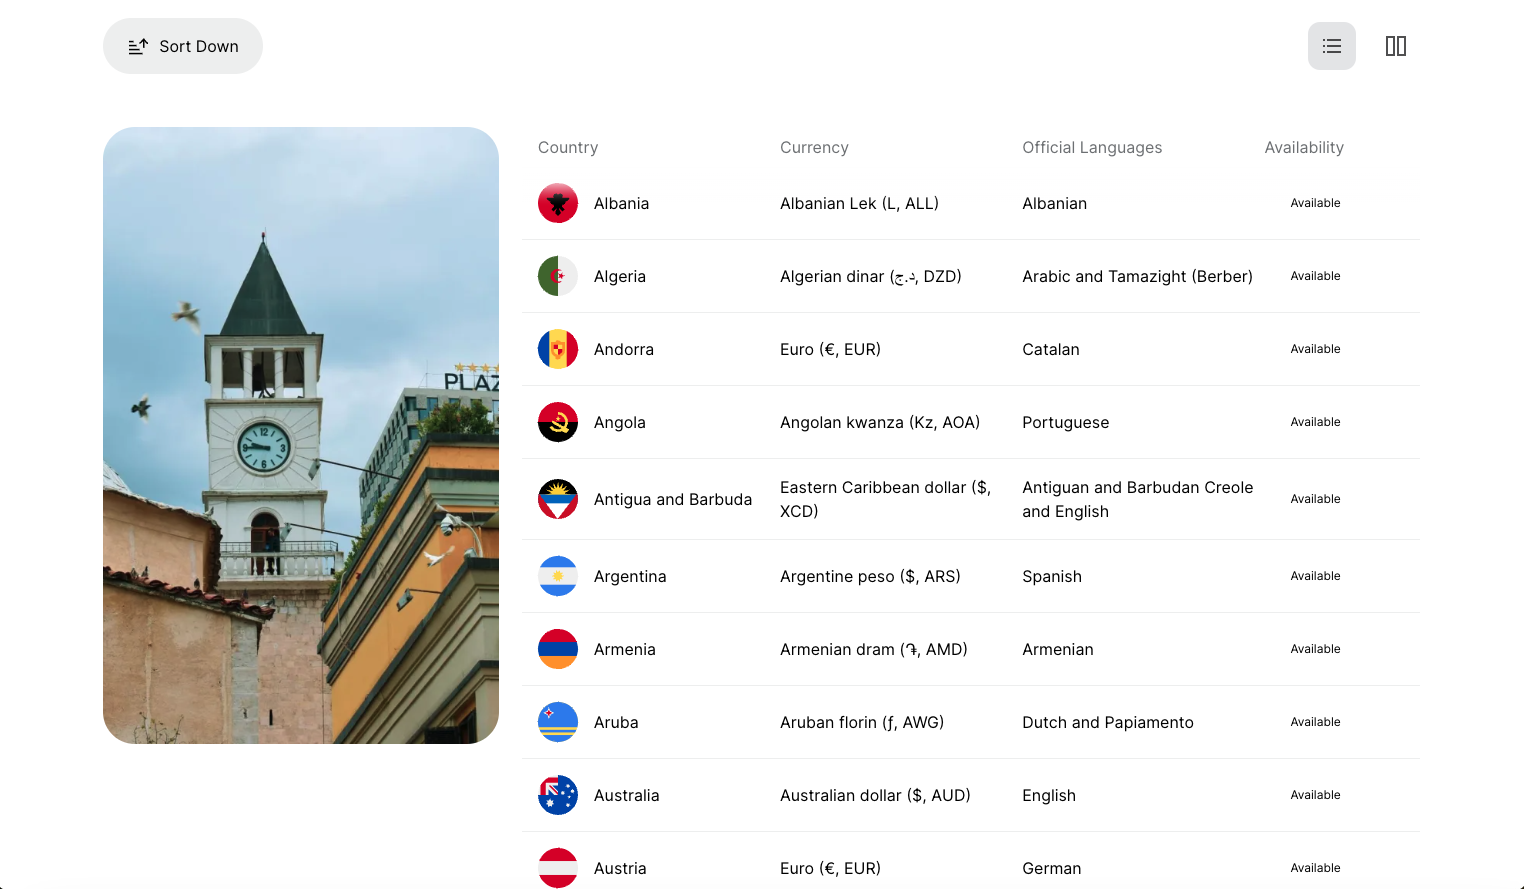 Sort Down
Country Currency Official Languages Availability
Albania Albanian Lek (L, ALL) Albanian Available
Algeria Algerian dinar (د.ج, DZD) Arabic and Tamazight (Berber) Available
Andorra Euro (€, EUR) Catalan Available
Angola Angolan kwanza (Kz, AOA) Portuguese Available
Antigua and Barbuda Eastern Caribbean dollar ($,
XCD) Antiguan and Barbudan Creole
and English Available
Argentina Argentine peso ($, ARS) Spanish Available
Armenia Armenian dram (֏, AMD) Armenian Available
Aruba Aruban florin (ƒ, AWG) Dutch and Papiamento Available
Australia Australian dollar ($, AUD) English Available
Austria Euro (€, EUR) German Available
PLAZ
12
3
6
9